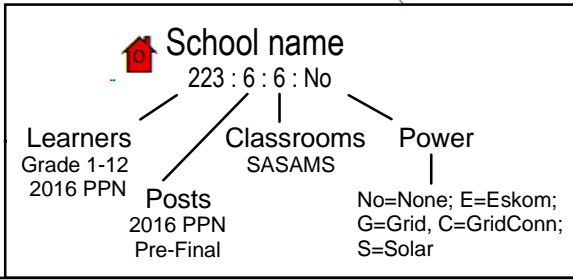 O School name
223 : 6 : 6 : No
Learners
Grade 1-12
2016 PPN
Posts
2016 PPN
Pre-Final
Classrooms
SASAMS
Power
No=None; E=Eskom;
G=Grid, C=GridConn;
S=Solar